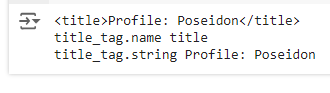 <title>Profile: Poseidon</title>
title_tag.name title
title_tag.string Profile: Poseidon